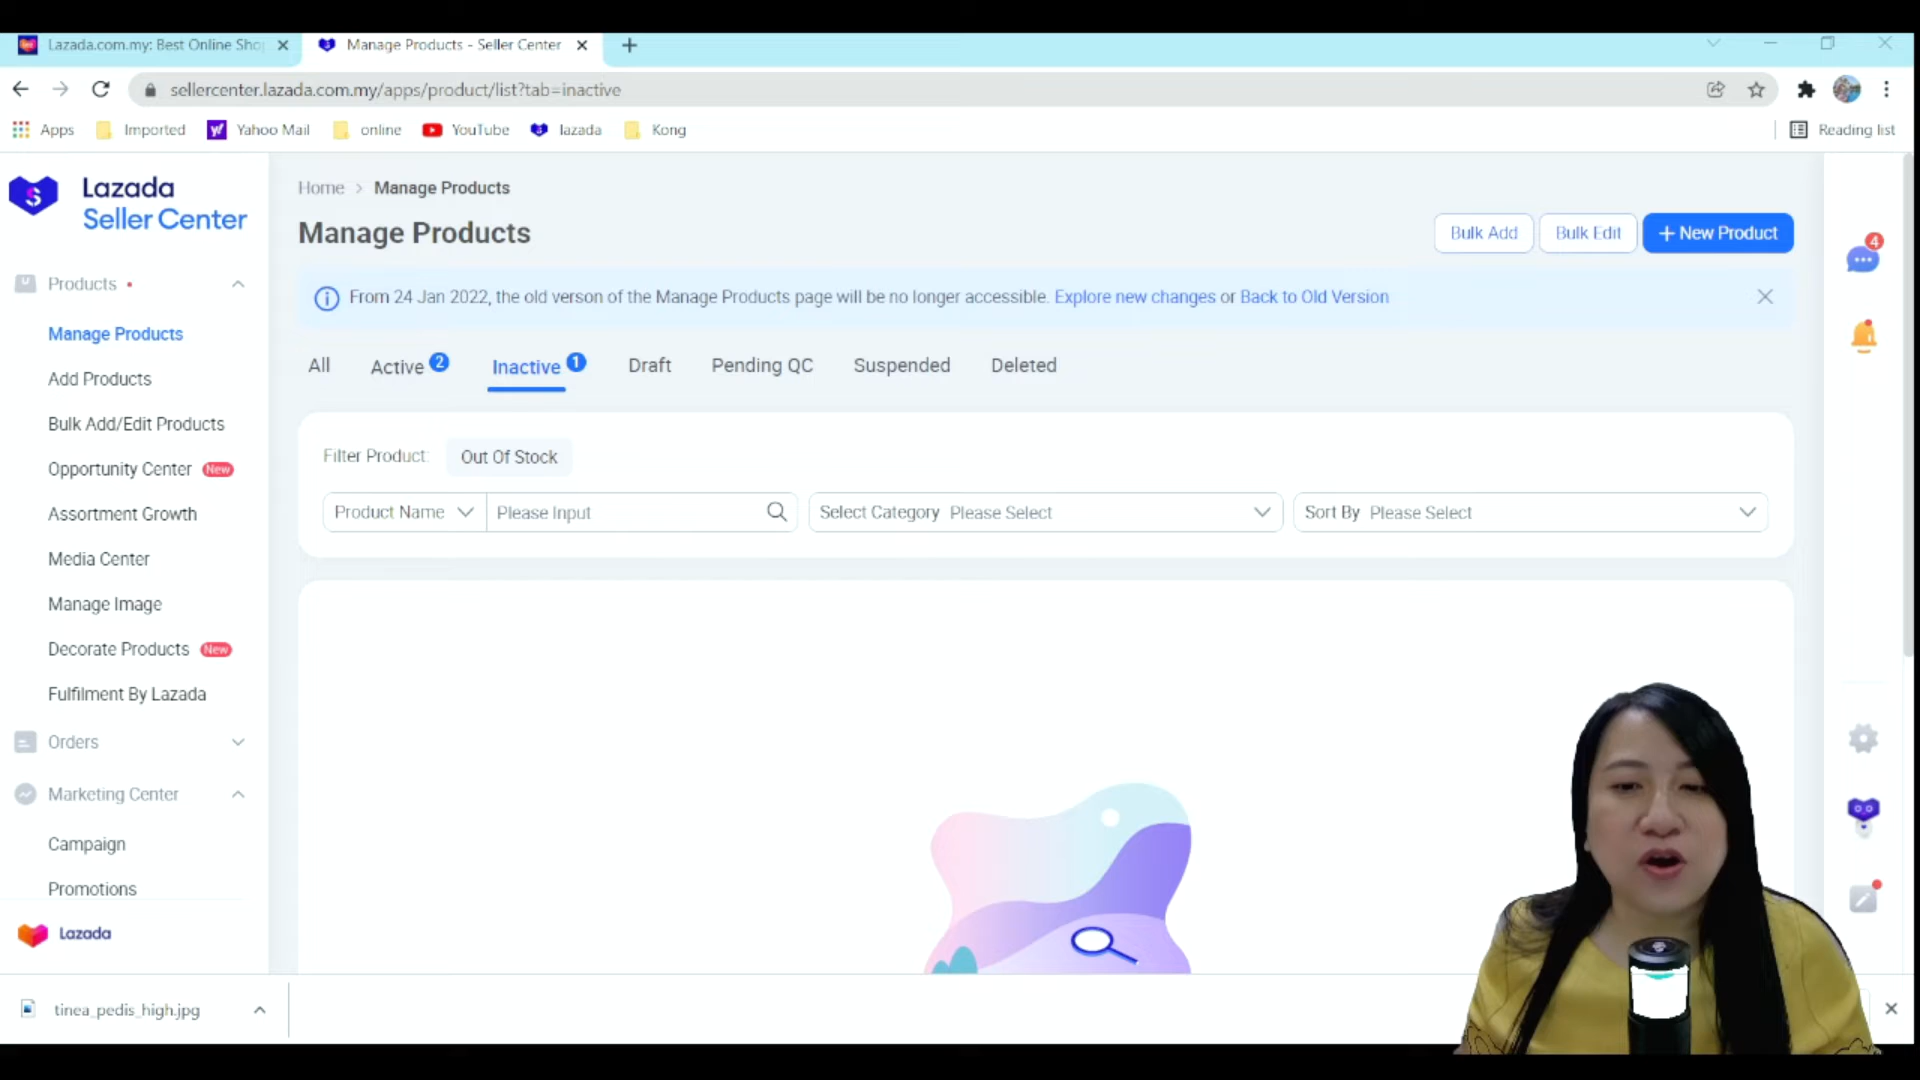 Lazada.com.my: Best Online Sho
Manage Products - Seller Center
sellercenter.lazada.com.my/apps/product/list?tab=inactive
Apps
Imported
Yahoo Mail
online
YouTube
lazada
Kong
Reading list
Lazada
Seller Center
Products
Manage Products
Add Products
Bulk Add/Edit Products
Opportunity Center New
Assortment Growth
Media Center
Manage Image
Decorate Products New
Fulfilment By Lazada
Orders
Marketing Center
Campaign
Promotions
Lazada
Home > Manage Products
Manage Products
Bulk Add
Bulk Edit
+ New Product
From 24 Jan 2022, the old verson of the Manage Products page will be no longer accessible. Explore new changes or Back to Old Version
All
Active 2
Inactive 1
Draft
Pending QC
Suspended
Deleted
Filter Product:
Out Of Stock
Product Name
Please Input
Select Category Please Select
Sort By Please Select
4
tinea_pedis_high.jpg